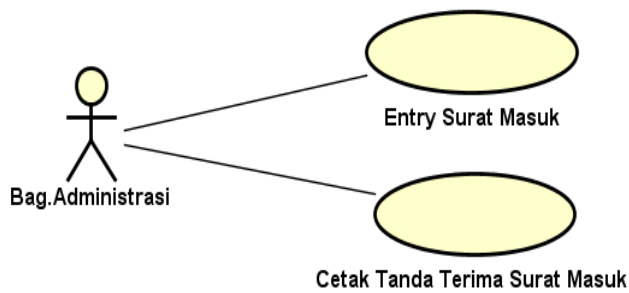 Entry Surat Masuk
Bag.Administrasi
Cetak Tanda Terima Surat Masuk